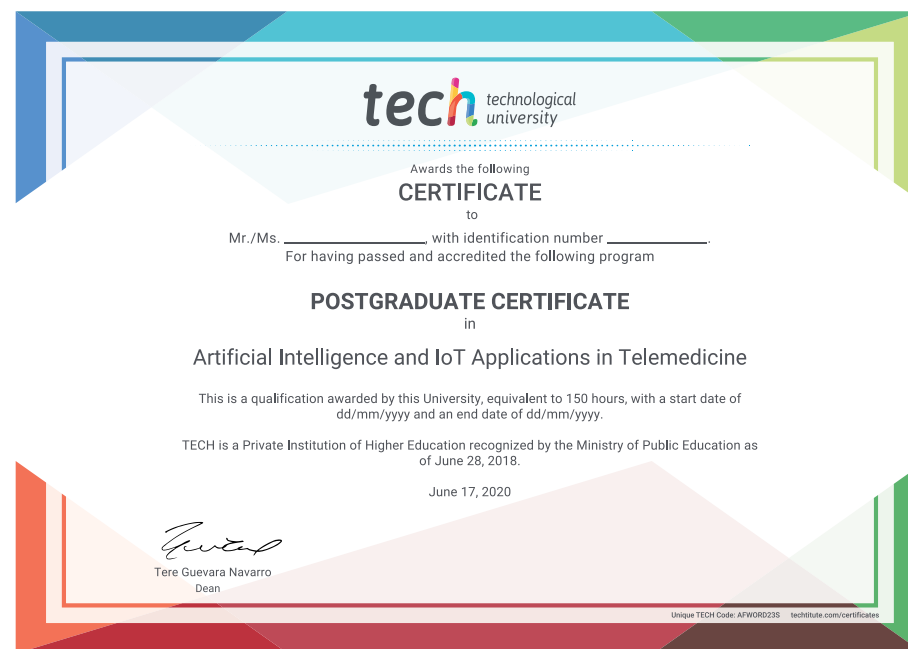 tech technological
university
Awards the following
CERTIFICATE
to
Mr./Ms. ____________________, with identification number ______________.
For having passed and accredited the following program
POSTGRADUATE CERTIFICATE
in
Artificial Intelligence and IoT Applications in Telemedicine
This is a qualification awarded by this University, equivalent to 150 hours, with a start date of
dd/mm/yyyy and an end date of dd/mm/yyyy.
TECH is a Private Institution of Higher Education recognized by the Ministry of Public Education as
of June 28, 2018.
June 17, 2020
Tere Guevara Navarro
Dean
Unique TECH Code: AFWORD23S techtitute.com/certificates